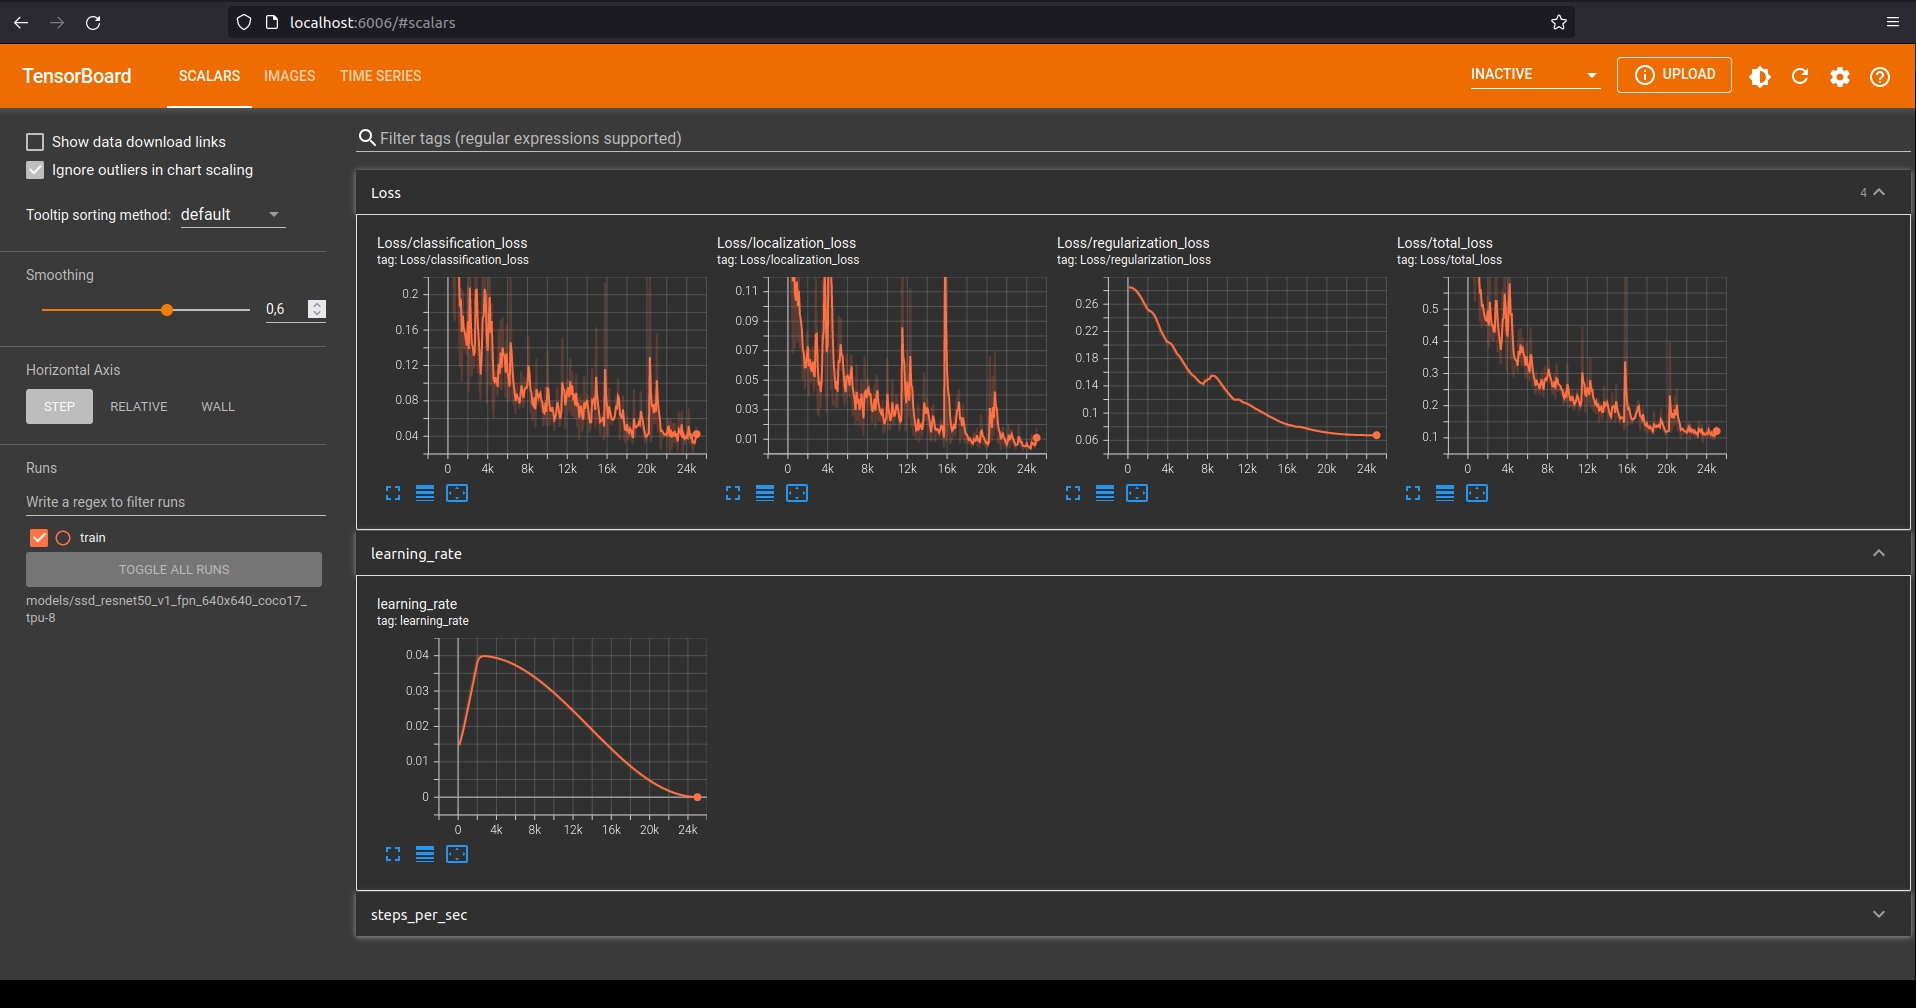 localhost:6006/#scalars
TensorBoard SCALARS IMAGES TIME SERIES INACTIVE UPLOAD
Show data download links
Ignore outliers in chart scaling
Tooltip sorting method: default
Smoothing
0,6
Horizontal Axis
STEP RELATIVE WALL
Runs
Write a regex to filter runs
train
TOGGLE ALL RUNS
models/ssd_resnet50_v1_fpn_640x640_coco17_
tpu-8
Filter tags (regular expressions supported)
Loss 4
Loss/classification_loss
tag: Loss/classification_loss
0.2
0.16
0.12
0.08
0.04
0 4k 8k 12k 16k 20k 24k
Loss/localization_loss
tag: Loss/localization_loss
0.11
0.09
0.07
0.05
0.03
0.01
0 4k 8k 12k 16k 20k 24k
Loss/regularization_loss
tag: Loss/regularization_loss
0.26
0.22
0.18
0.14
0.1
0.06
0 4k 8k 12k 16k 20k 24k
Loss/total_loss
tag: Loss/total_loss
0.5
0.4
0.3
0.2
0.1
0 4k 8k 12k 16k 20k 24k
learning_rate
learning_rate
tag: learning_rate
0.04
0.03
0.02
0.01
0
0 4k 8k 12k 16k 20k 24k
steps_per_sec